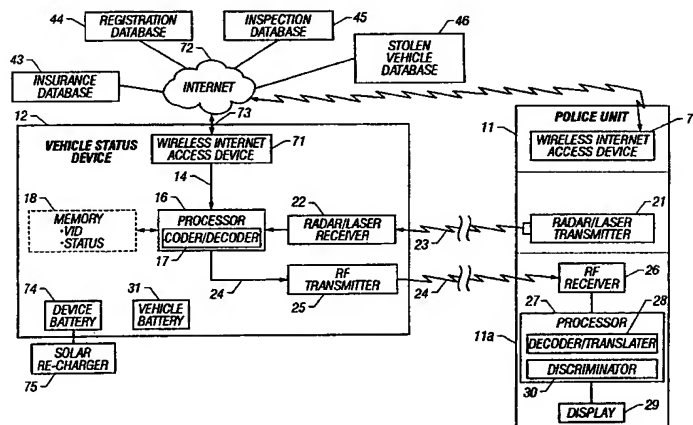 44
REGISTRATION DATABASE
INSPECTION DATABASE
45
46
72
STOLEN VEHICLE DATABASE
43
INSURANCE DATABASE
INTERNET
12
73
VEHICLE STATUS DEVICE
WIRELESS INTERNET ACCESS DEVICE
71
14
18
MEMORY
•VID
•STATUS
16
PROCESSOR
CODER/DECODER
17
22
RADAR/LASER RECEIVER
23
24
RF TRANSMITTER
25
24
74
DEVICE BATTERY
31
VEHICLE BATTERY
SOLAR RE-CHARGER
75
11
POLICE UNIT
WIRELESS INTERNET ACCESS DEVICE
21
RADAR/LASER TRANSMITTER
RF RECEIVER
26
27
28
PROCESSOR
DECODER/TRANSLATER
11a
DISCRIMINATOR
30
29
DISPLAY